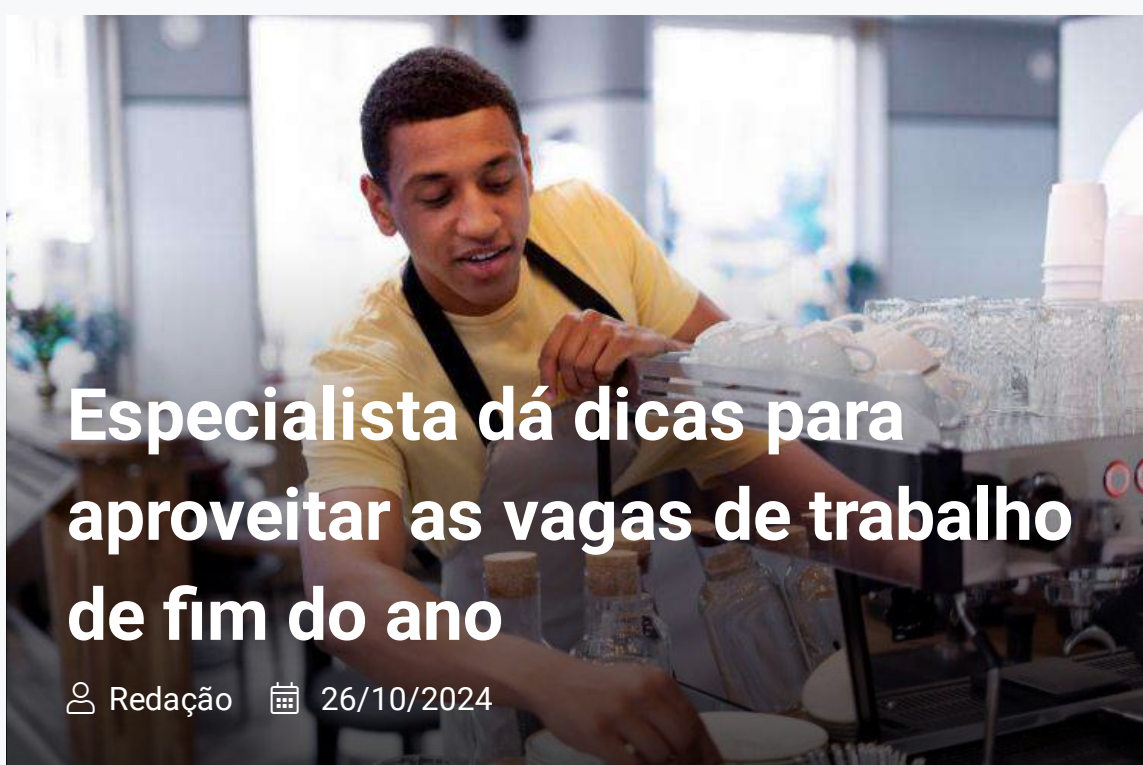 Especialista dá dicas para
aproveitar as vagas de trabalho
de fim do ano
Redação 26/10/2024